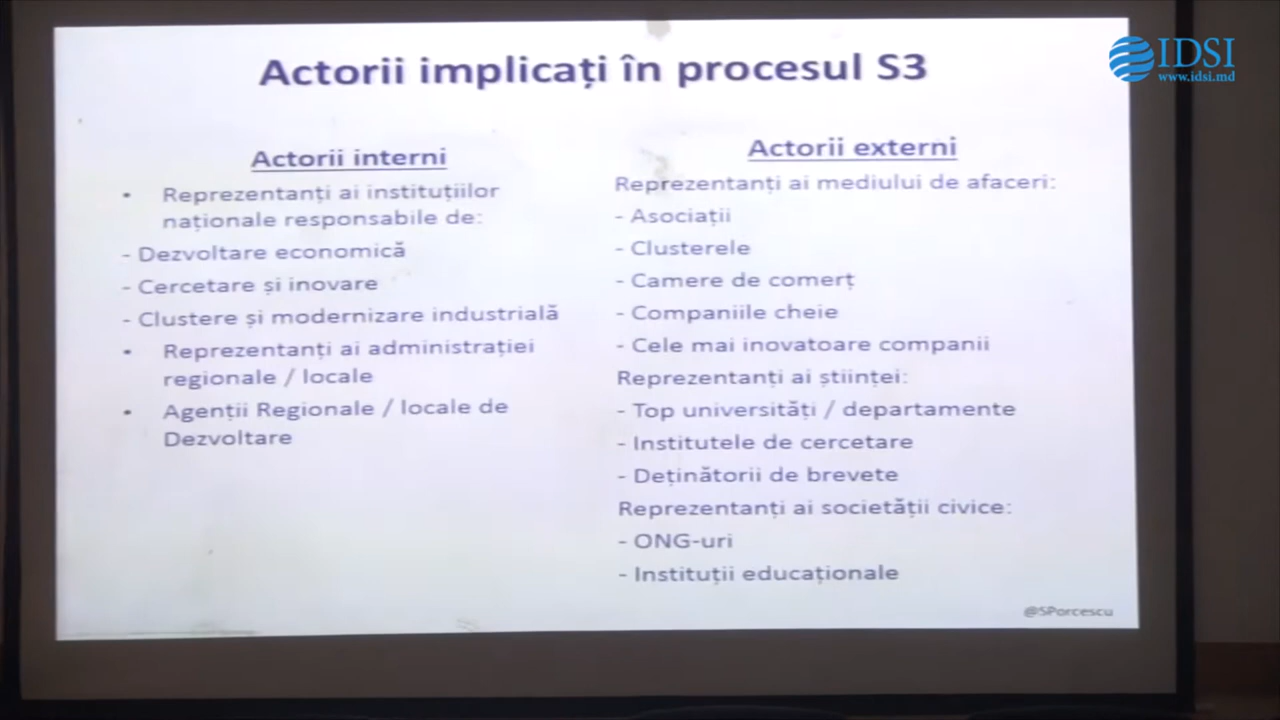 Actorii implicați în procesul S3
Actorii interni
• Reprezentanți ai instituțiilor
naționale responsabile de:
- Dezvoltare economică
- Cercetare și inovare
- Clustere și modernizare industrială
• Reprezentanți ai administrației
regionale / locale
• Agenții Regionale / locale de
Dezvoltare
Actorii externi
Reprezentanți ai mediului de afaceri:
- Asociații
- Clusterele
- Camere de comerț
- Companiile cheie
- Cele mai inovatoare companii
Reprezentanți ai științei:
- Top universități / departamente
- Institutele de cercetare
- Deținătorii de brevete
Reprezentanți ai societății civice:
- ONG-uri
- Instituții educaționale
@SPorcescu
IDSI
www.idsi.md